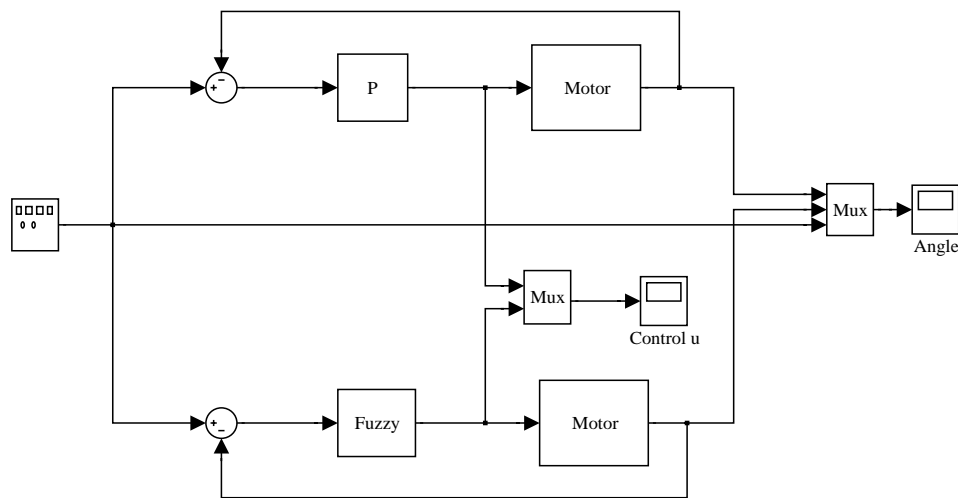 −
+
P
Motor
Mux
Angle
Mux
Control u
+
−
Fuzzy
Motor